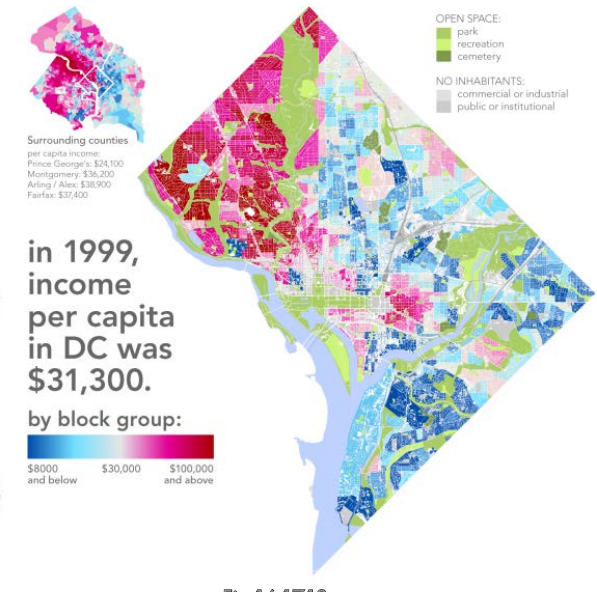 OPEN SPACE:
park
recreation
cemetery
NO INHABITANTS:
commercial or industrial
public or institutional
Surrounding counties
per capita income:
Prince George's: $24,100
Montgomery: $36,200
Arling / Alex: $38,900
Fairfax: $37,400
in 1999,
income
per capita
in DC was
$31,300.
by block group:
$8000 $30,000 $100,000
and below and above